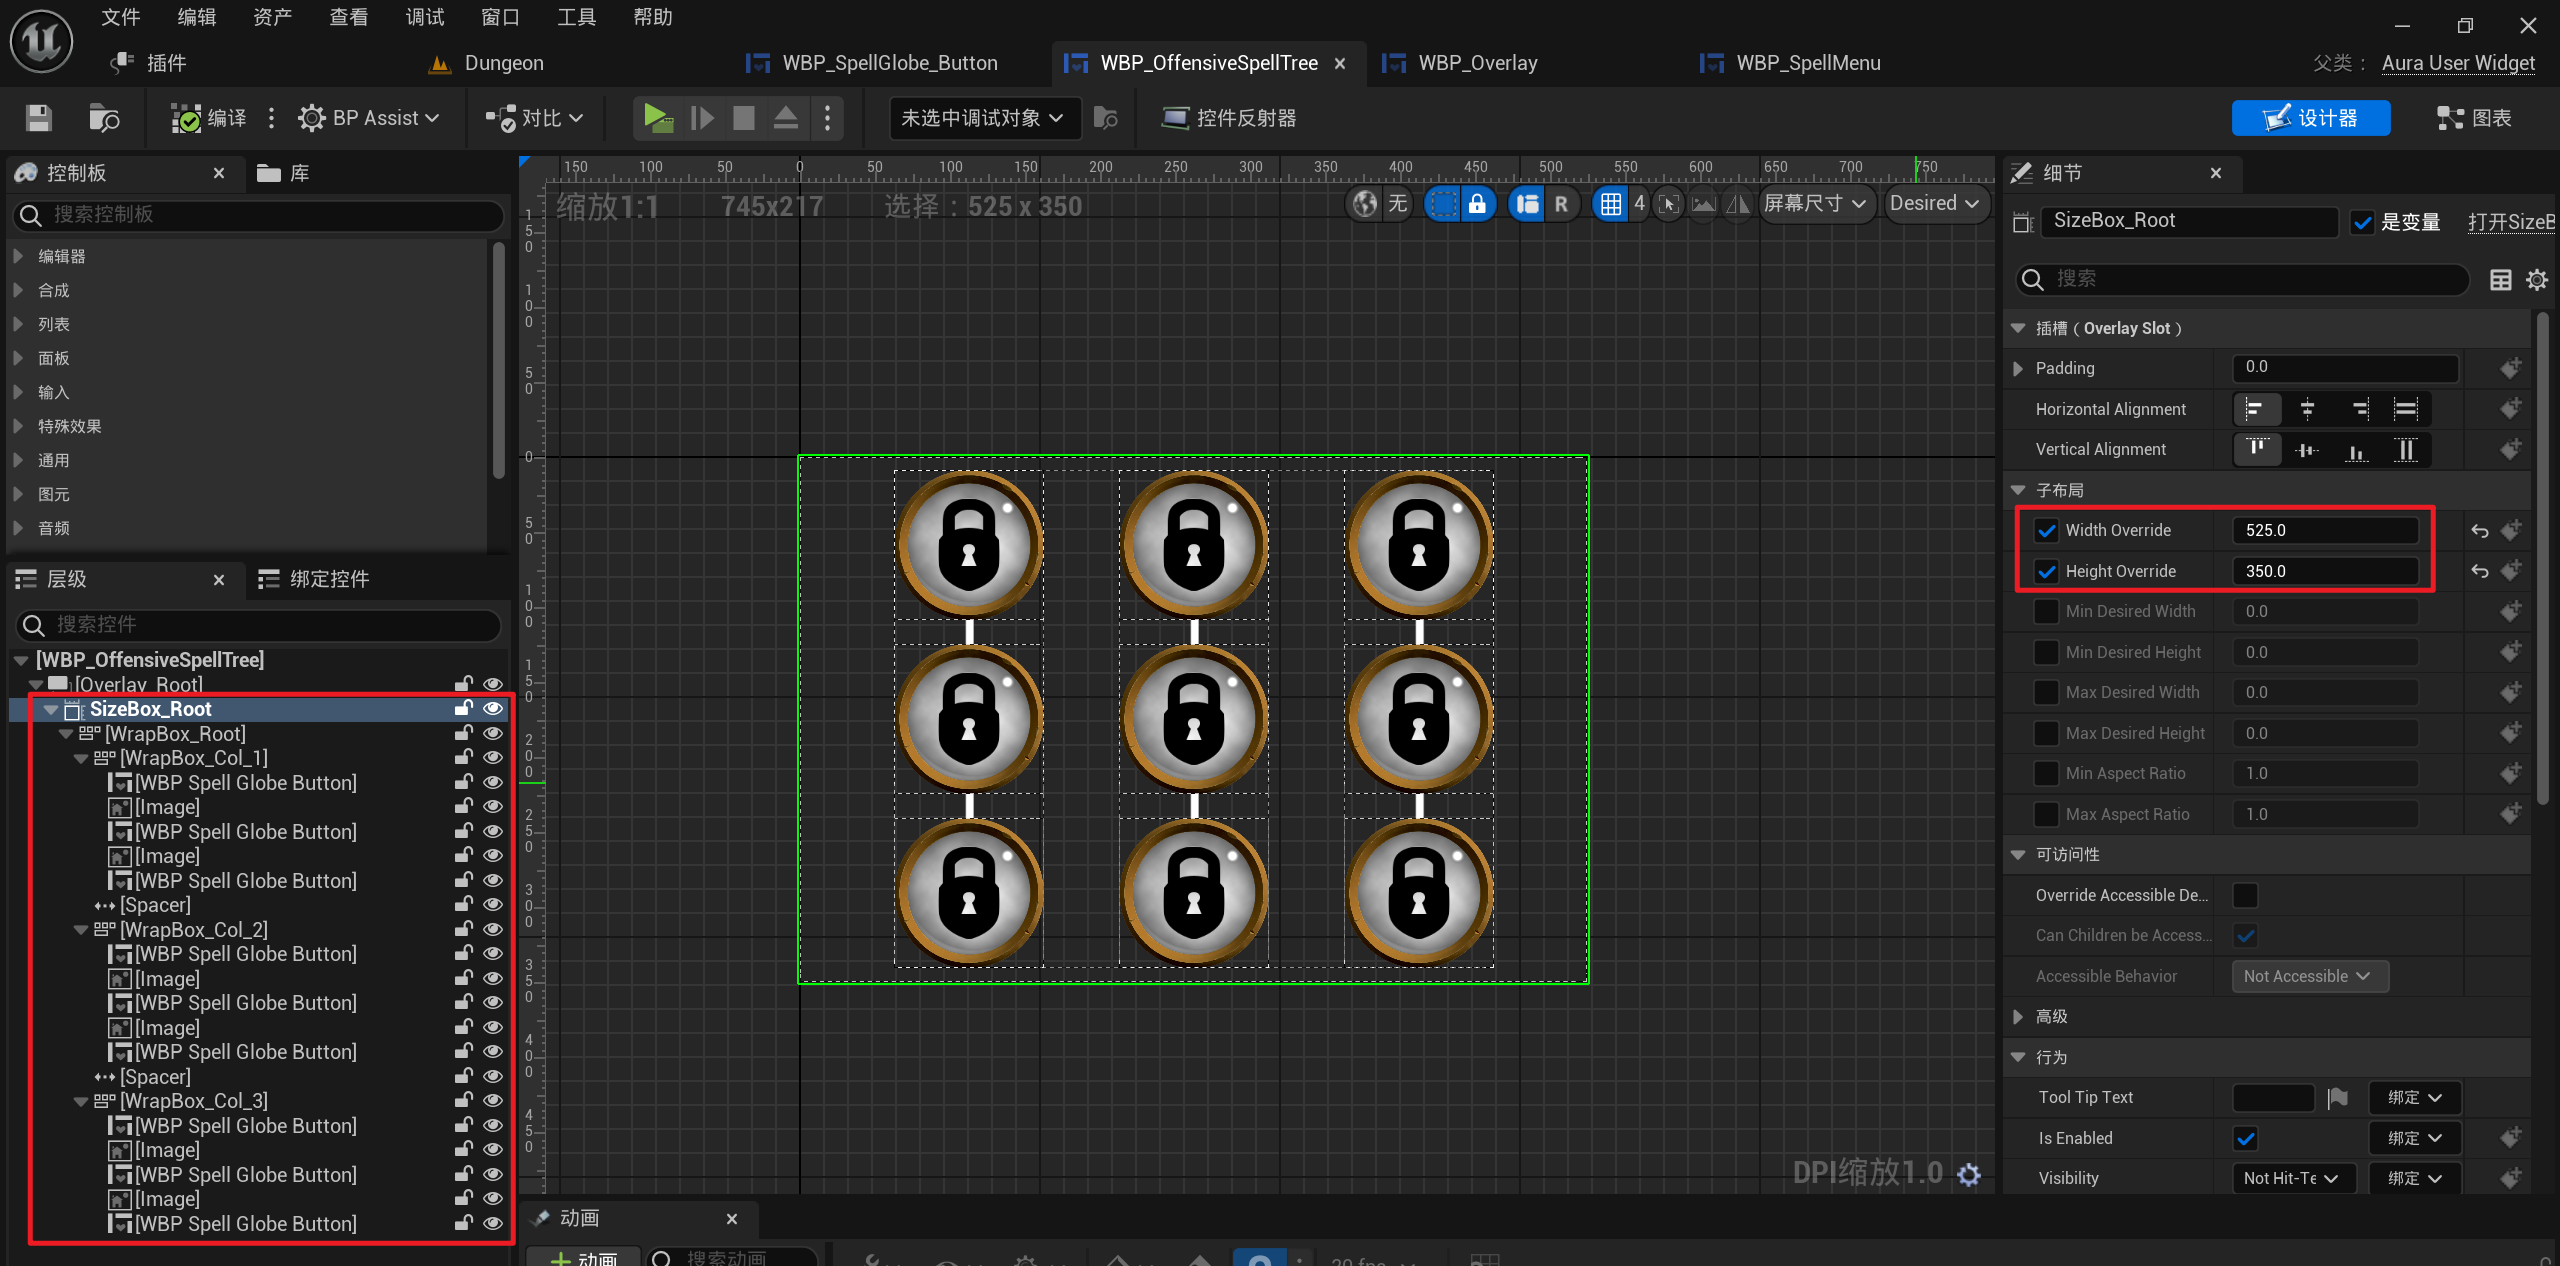 文件 编辑 资产 查看 调试 窗口 工具 帮助
插件 Dungeon WBP_SpellGlobe_Button WBP_OffensiveSpellTree WBP_Overlay WBP_SpellMenu 父类： Aura User Widget
编译 BP Assist 对比 未选中调试对象 控件反射器 设计器 图表
控制板 库
搜索控制板
编辑器
合成
列表
面板
输入
特殊效果
通用
图元
音频
层级 绑定控件
搜索控件
[WBP_OffensiveSpellTree]
[Overlay_Root]
SizeBox_Root
[WrapBox_Root]
[WrapBox_Col_1]
[WBP Spell Globe Button]
[Image]
[WBP Spell Globe Button]
[Image]
[WBP Spell Globe Button]
[Spacer]
[WrapBox_Col_2]
[WBP Spell Globe Button]
[Image]
[WBP Spell Globe Button]
[Image]
[WBP Spell Globe Button]
[Spacer]
[WrapBox_Col_3]
[WBP Spell Globe Button]
[Image]
[WBP Spell Globe Button]
[Image]
[WBP Spell Globe Button]
150 100 50 0 50 100 150 200 250 300 350 400 450 500 550 600 650 700 750
缩放1:1 745x217 选择：525 x 350 无 R 4 屏幕尺寸 Desired
150
100
50
0
50
100
150
200
250
300
350
400
450
DPI缩放1.0
动画
动画 搜索动画 20 fps
细节
SizeBox_Root 是变量 打开SizeB
搜索
插槽（Overlay Slot）
Padding 0.0
Horizontal Alignment
Vertical Alignment
子布局
Width Override 525.0
Height Override 350.0
Min Desired Width 0.0
Min Desired Height 0.0
Max Desired Width 0.0
Max Desired Height 0.0
Min Aspect Ratio 1.0
Max Aspect Ratio 1.0
可访问性
Override Accessible De...
Can Children be Access...
Accessible Behavior Not Accessible
高级
行为
Tool Tip Text 绑定
Is Enabled 绑定
Visibility Not Hit-Te 绑定